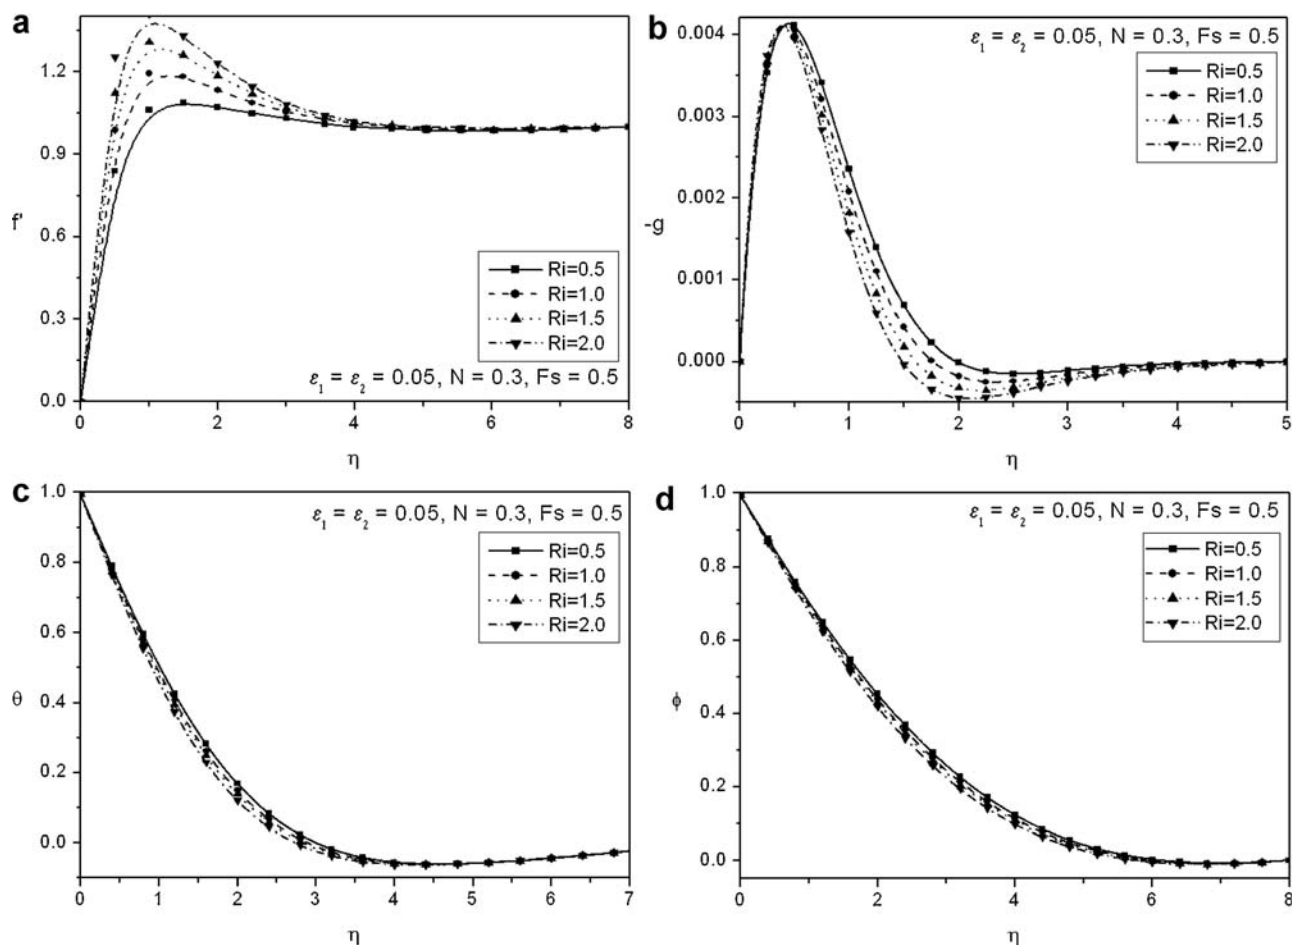 a
1.2
0.9
0.6
0.3
0.0
f'
Ri=0.5
Ri=1.0
Ri=1.5
Ri=2.0
ε₁ = ε₂ = 0.05, N = 0.3, Fs = 0.5
0 2 4 6 8
η
b
-0.004
0.003
0.002
0.001
0.000
-g
ε₁ = ε₂ = 0.05, N = 0.3, Fs = 0.5
Ri=0.5
Ri=1.0
Ri=1.5
Ri=2.0
0 1 2 3 4 5
η
c
1.0
0.8
0.6
0.4
0.2
0.0
θ
ε₁ = ε₂ = 0.05, N = 0.3, Fs = 0.5
Ri=0.5
Ri=1.0
Ri=1.5
Ri=2.0
0 1 2 3 4 5 6 7
η
d
1.0
0.8
0.6
0.4
0.2
0.0
ϕ
ε₁ = ε₂ = 0.05, N = 0.3, Fs = 0.5
Ri=0.5
Ri=1.0
Ri=1.5
Ri=2.0
0 2 4 6 8
η